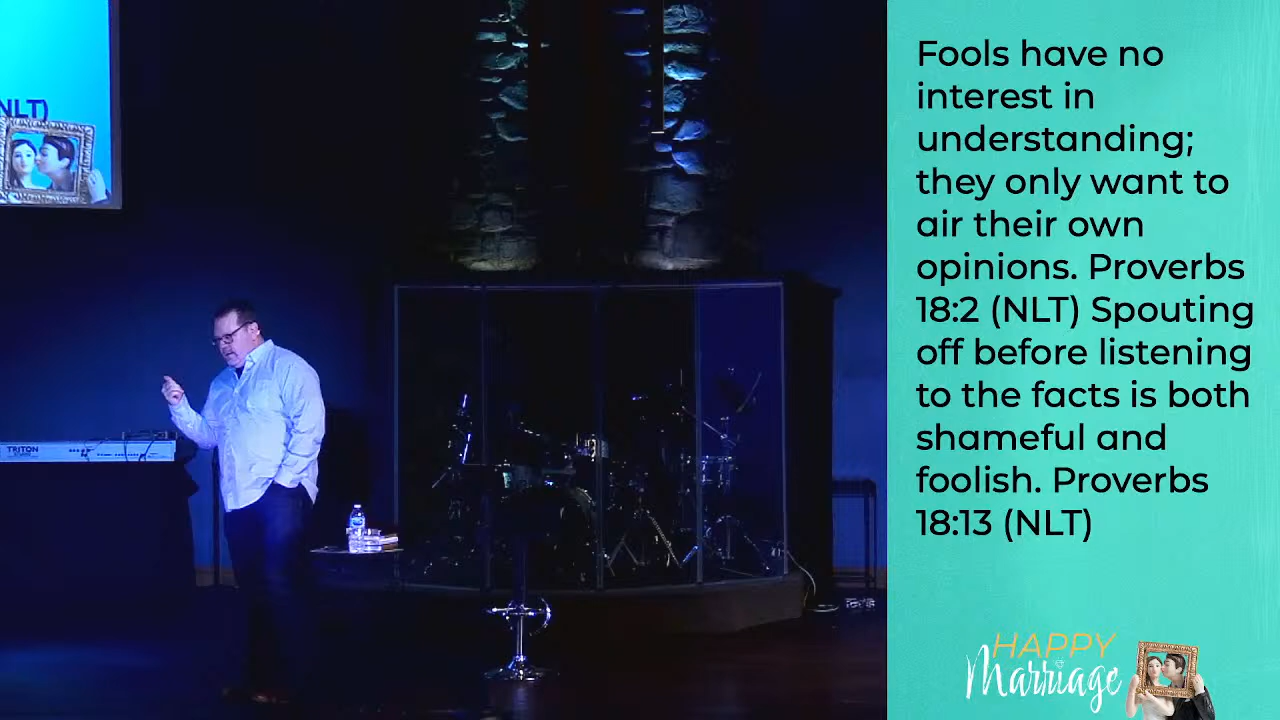 NLT)
TRITON
Fools have no
interest in
understanding;
they only want to
air their own
opinions. Proverbs
18:2 (NLT) Spouting
off before listening
to the facts is both
shameful and
foolish. Proverbs
18:13 (NLT)
HAPPY
Marriage